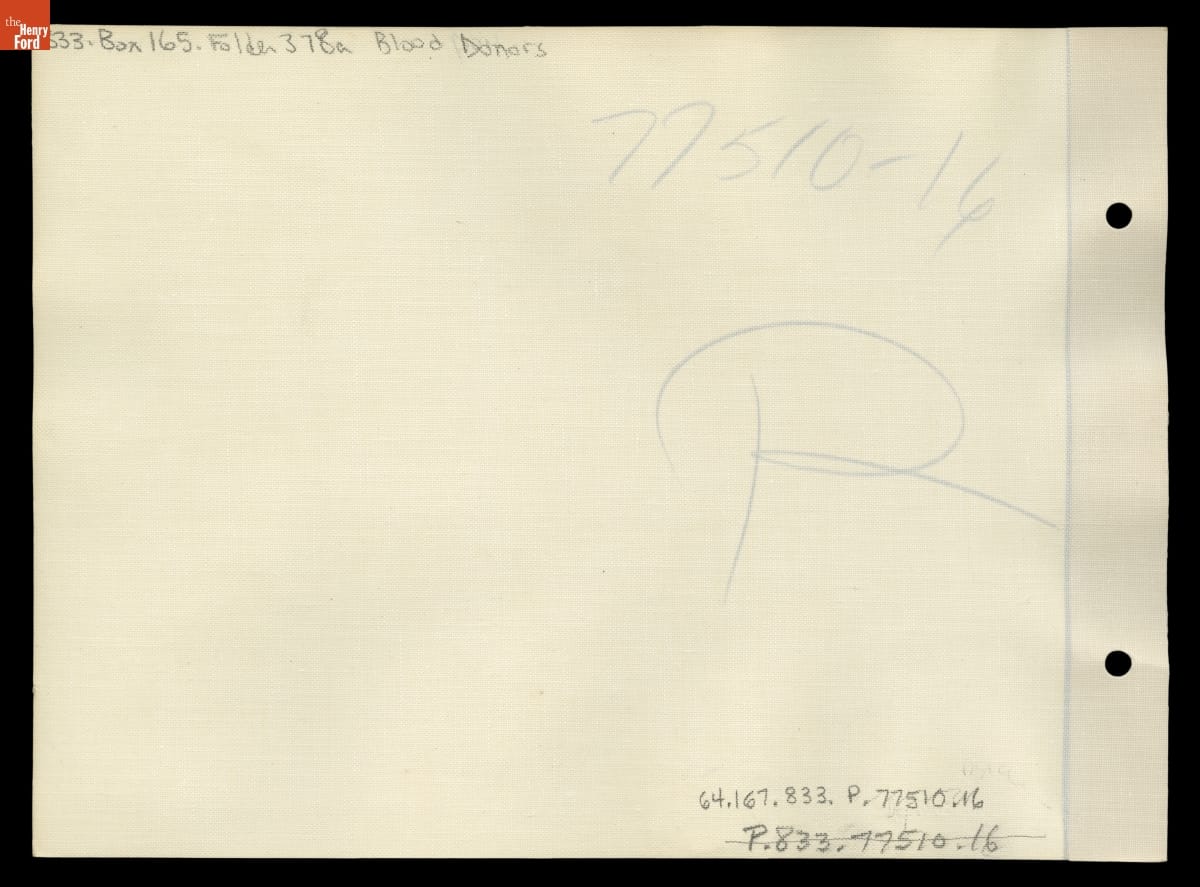 the
Henry
Ford
833. Box 165. Folder 378a Blood Donors
77510-16
R
64.167.833. P. 77510.16
P.833.77510.16